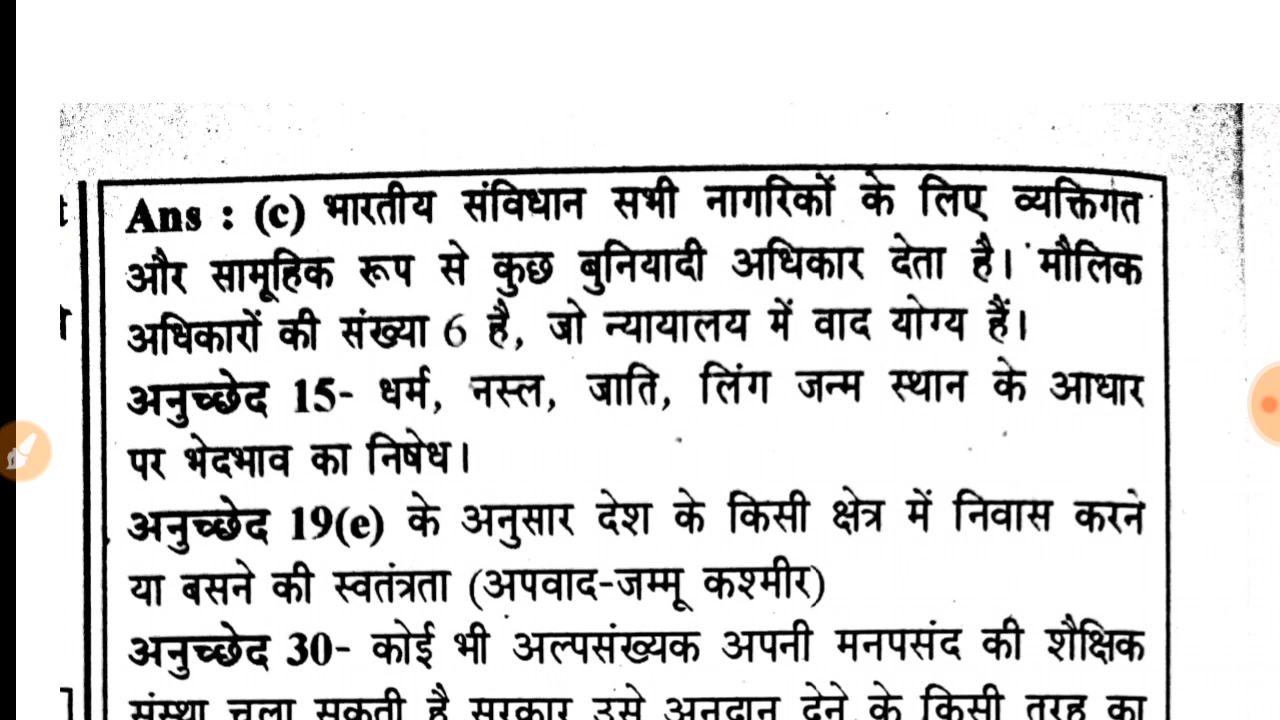 Ans : (c) भारतीय संविधान सभी नागरिकों के लिए व्यक्तिगत
और सामूहिक रूप से कुछ बुनियादी अधिकार देता है। मौलिक
अधिकारों की संख्या 6 है, जो न्यायालय में वाद योग्य हैं।
अनुच्छेद 15- धर्म, नस्ल, जाति, लिंग जन्म स्थान के आधार
पर भेदभाव का निषेध।
अनुच्छेद 19(e) के अनुसार देश के किसी क्षेत्र में निवास करने
या बसने की स्वतंत्रता (अपवाद-जम्मू कश्मीर)
अनुच्छेद 30- कोई भी अल्पसंख्यक अपनी मनपसंद की शैक्षिक
संस्था चला सकती है सरकार उसे अनुदान देने के किसी तरह का